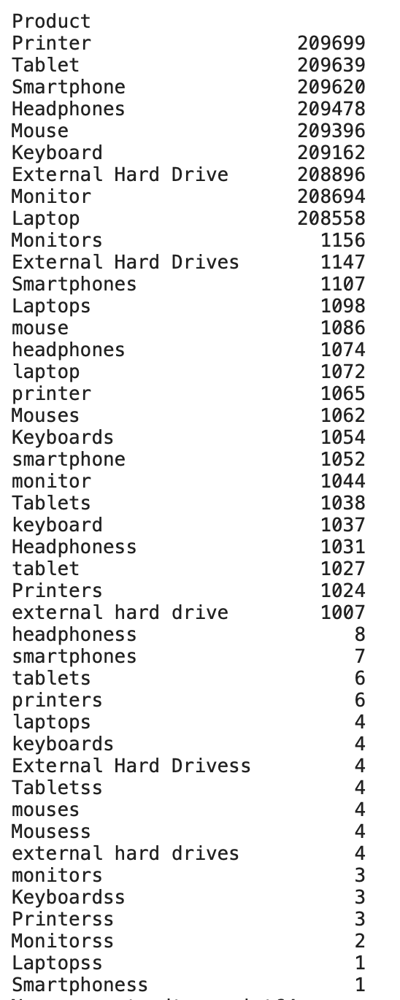 Product
Printer 209699
Tablet 209639
Smartphone 209620
Headphones 209478
Mouse 209396
Keyboard 209162
External Hard Drive 208896
Monitor 208694
Laptop 208558
Monitors 1156
External Hard Drives 1147
Smartphones 1107
Laptops 1098
mouse 1086
headphones 1074
laptop 1072
printer 1065
Mouses 1062
Keyboards 1054
smartphone 1052
monitor 1044
Tablets 1038
keyboard 1037
Headphoness 1031
tablet 1027
Printers 1024
external hard drive 1007
headphoness 8
smartphones 7
tablets 6
printers 6
laptops 4
keyboards 4
External Hard Drivess 4
Tabletss 4
mouses 4
Mousess 4
external hard drives 4
monitors 3
Keyboardss 3
Printerss 3
Monitorss 2
Laptopss 1
Smartphoness 1